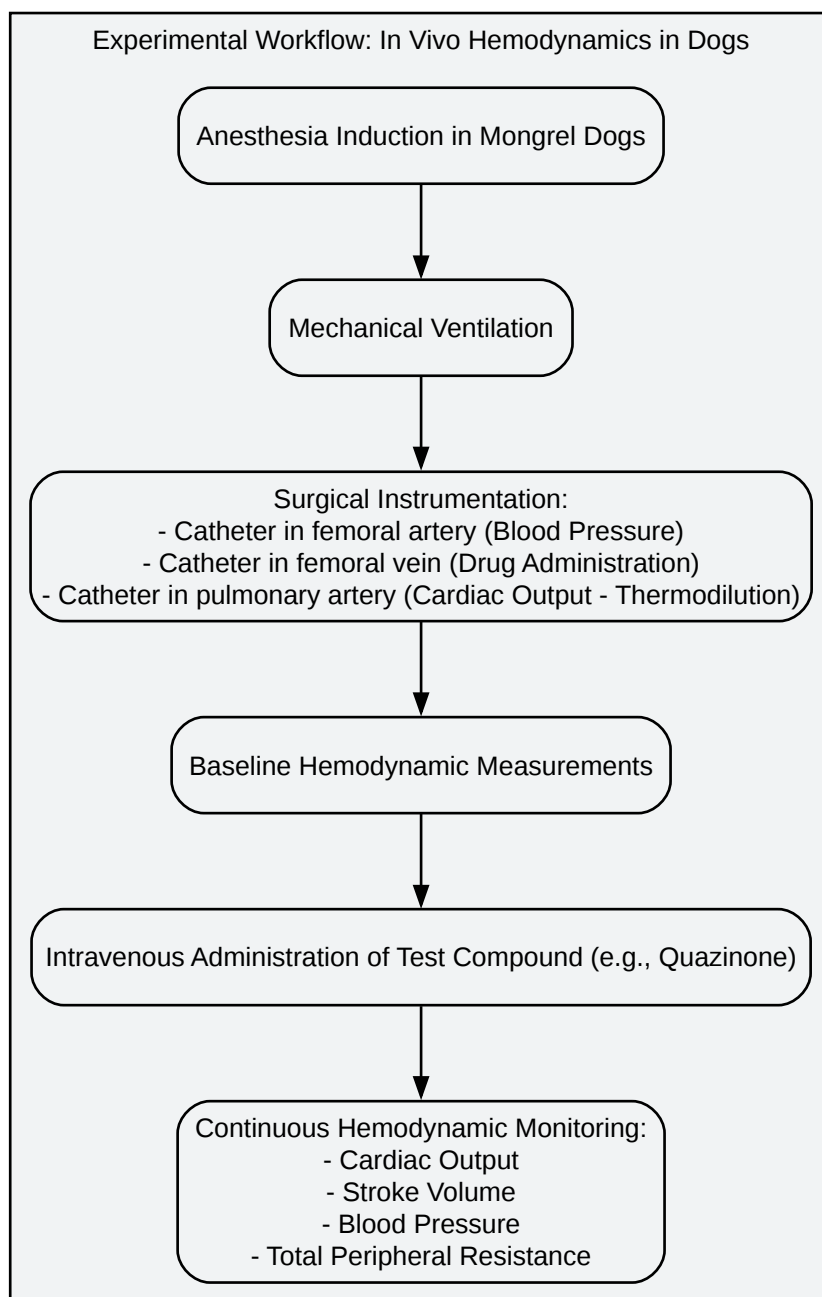 Experimental Workflow: In Vivo Hemodynamics in Dogs
Anesthesia Induction in Mongrel Dogs
Mechanical Ventilation
Surgical Instrumentation:
- Catheter in femoral artery (Blood Pressure)
- Catheter in femoral vein (Drug Administration)
- Catheter in pulmonary artery (Cardiac Output - Thermodilution)
Baseline Hemodynamic Measurements
Intravenous Administration of Test Compound (e.g., Quazinone)
Continuous Hemodynamic Monitoring:
- Cardiac Output
- Stroke Volume
- Blood Pressure
- Total Peripheral Resistance